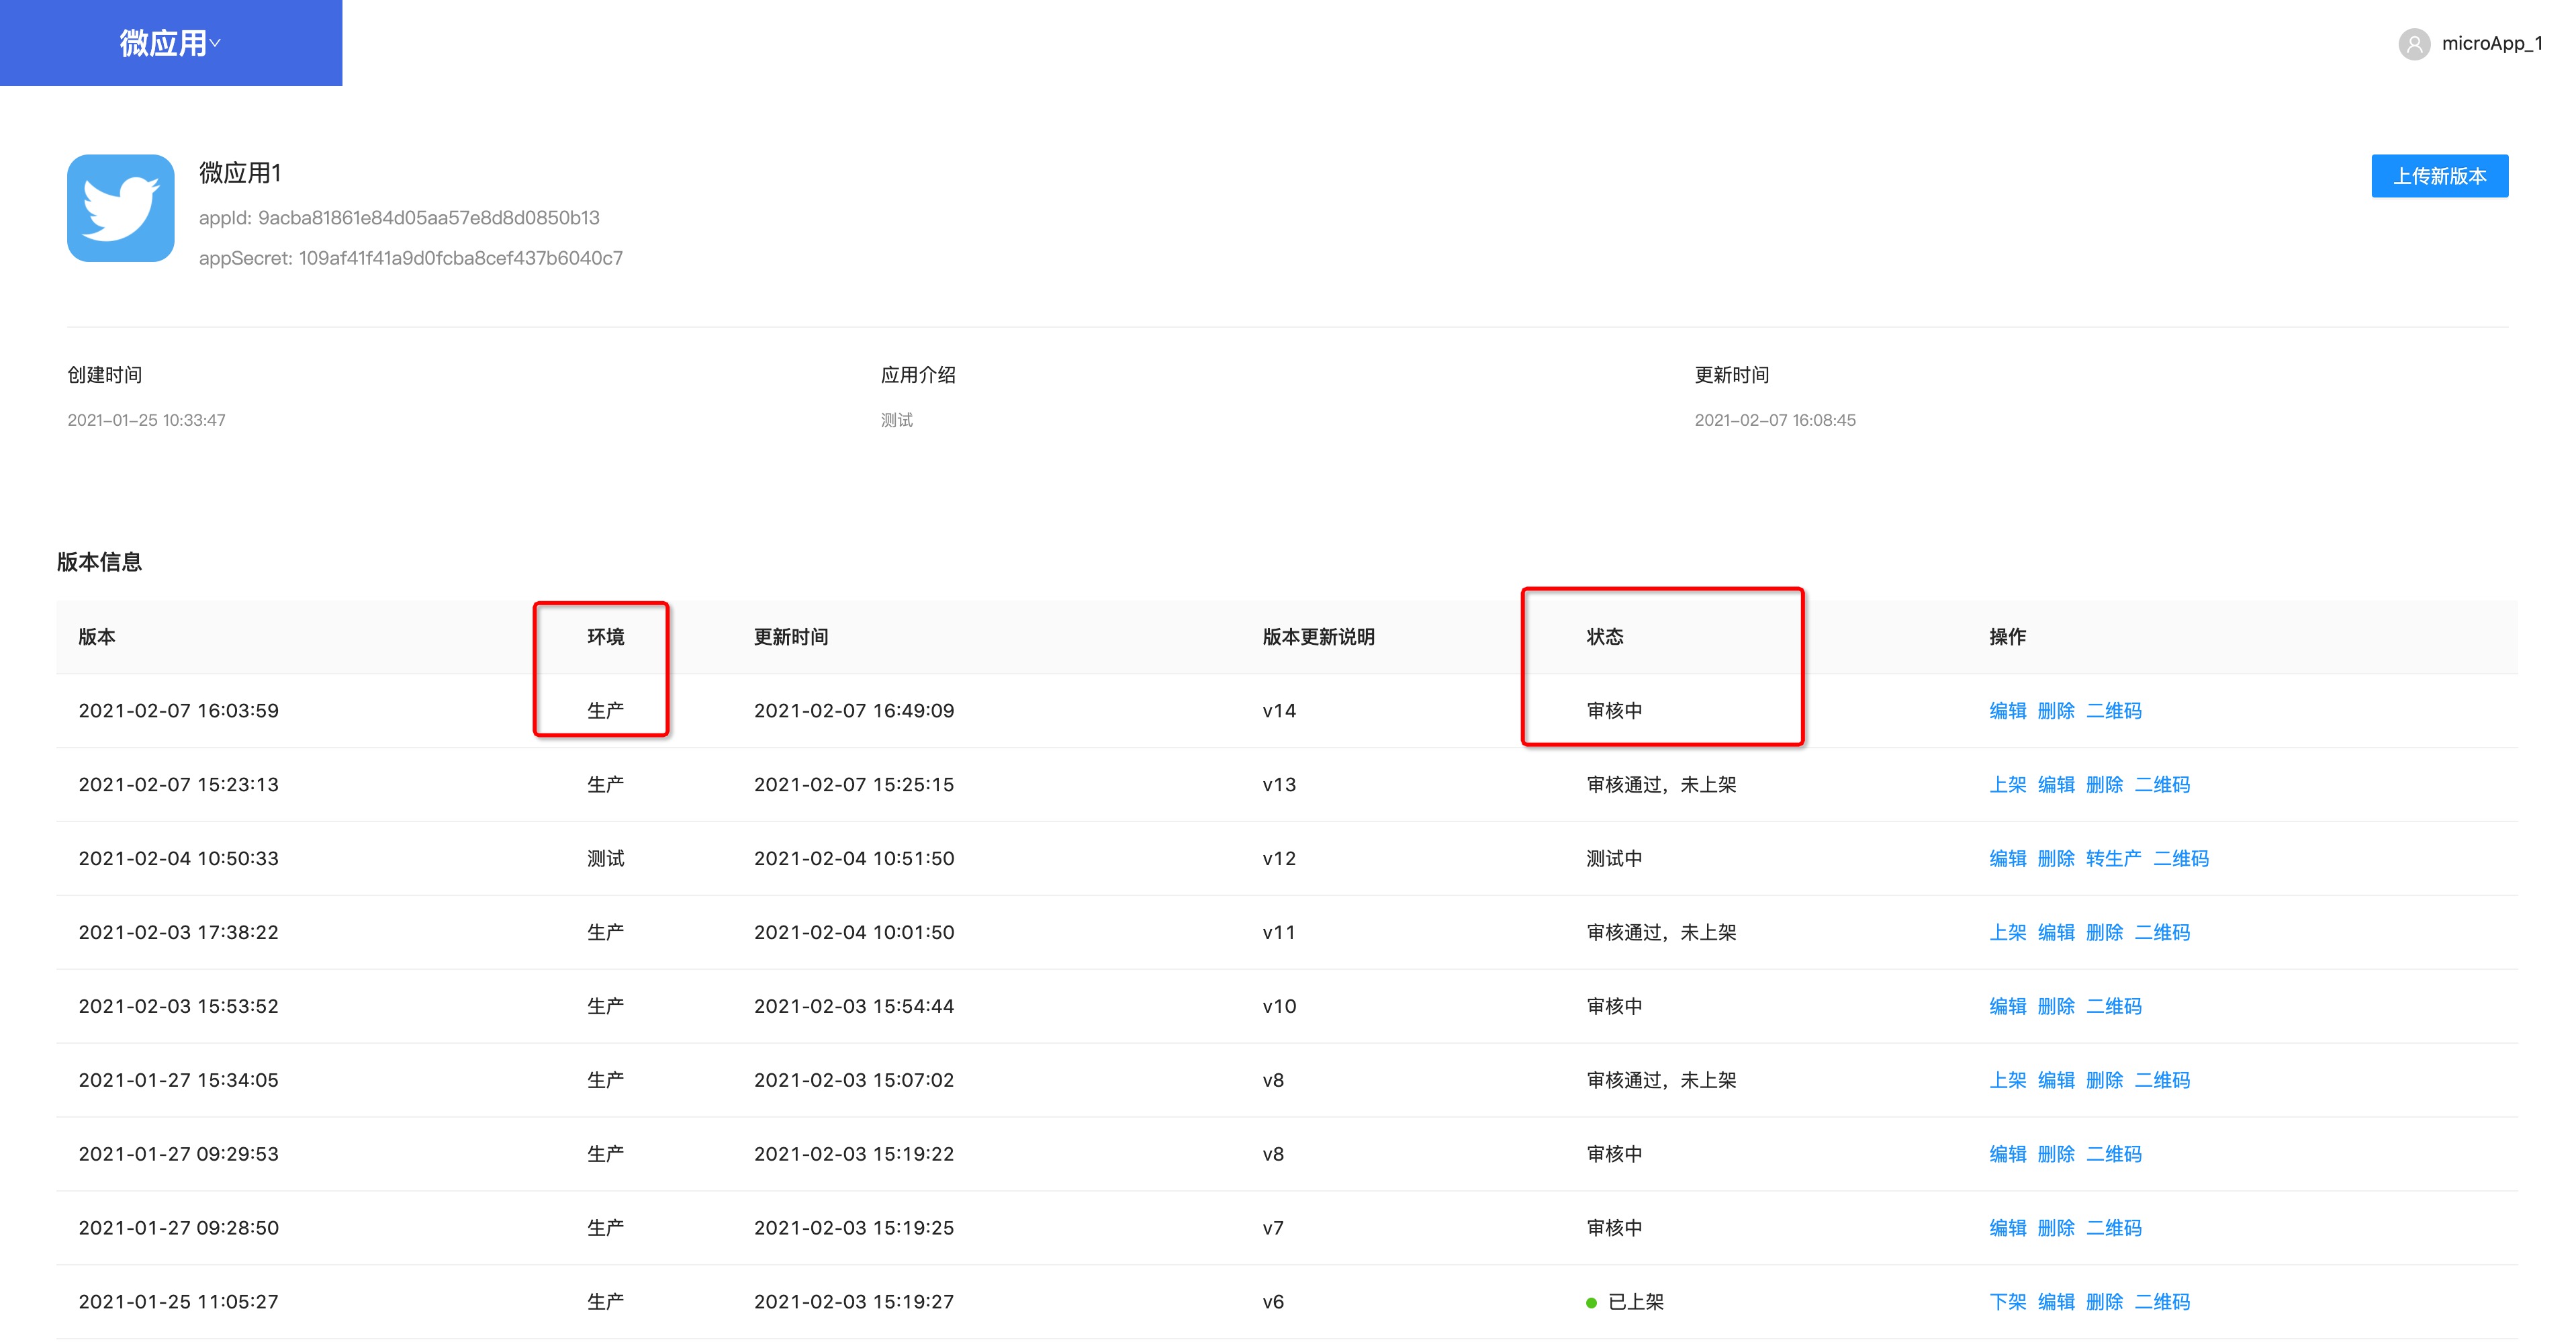 微应用
microApp_1
微应用1
上传新版本
appId: 9acba81861e84d05aa57e8d8d0850b13
appSecret: 109af41f41a9d0fcba8cef437b6040c7
创建时间 应用介绍 更新时间
2021-01-25 10:33:47 测试 2021-02-07 16:08:45
版本信息
版本 环境 更新时间 版本更新说明 状态 操作
2021-02-07 16:03:59 生产 2021-02-07 16:49:09 v14 审核中 编辑 删除 二维码
2021-02-07 15:23:13 生产 2021-02-07 15:25:15 v13 审核通过，未上架 上架 编辑 删除 二维码
2021-02-04 10:50:33 测试 2021-02-04 10:51:50 v12 测试中 编辑 删除 转生产 二维码
2021-02-03 17:38:22 生产 2021-02-04 10:01:50 v11 审核通过，未上架 上架 编辑 删除 二维码
2021-02-03 15:53:52 生产 2021-02-03 15:54:44 v10 审核中 编辑 删除 二维码
2021-01-27 15:34:05 生产 2021-02-03 15:07:02 v8 审核通过，未上架 上架 编辑 删除 二维码
2021-01-27 09:29:53 生产 2021-02-03 15:19:22 v8 审核中 编辑 删除 二维码
2021-01-27 09:28:50 生产 2021-02-03 15:19:25 v7 审核中 编辑 删除 二维码
2021-01-25 11:05:27 生产 2021-02-03 15:19:27 v6 已上架 下架 编辑 删除 二维码